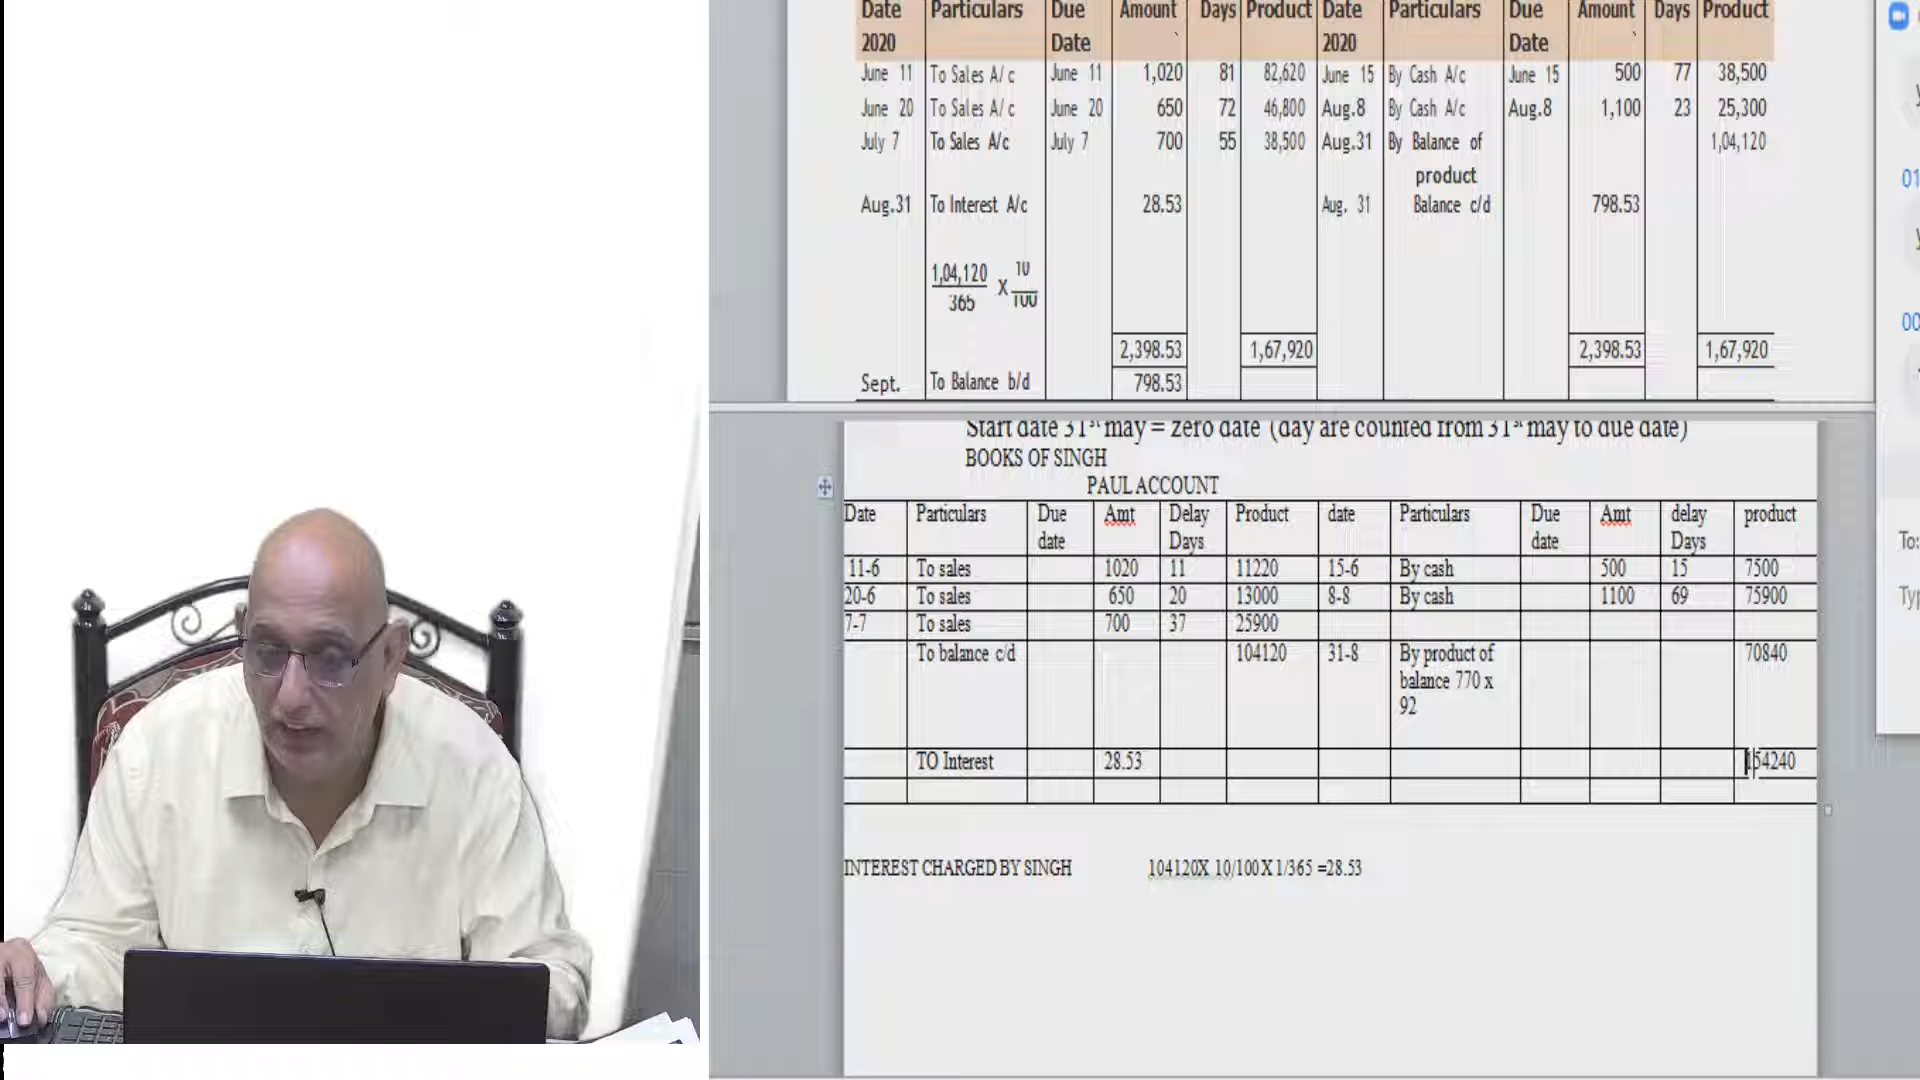 Date Particulars Due Amount Days Product Date Particulars Due Amount Days Product
2020 Date ` 2020 Date `
June 11 To Sales A/c June 11 1,020 81 82,620 June 15 By Cash A/c June 15 500 77 38,500
June 20 To Sales A/c June 20 650 72 46,800 Aug.8 By Cash A/c Aug.8 1,100 23 25,300
July 7 To Sales A/c July 7 700 55 38,500 Aug.31 By Balance of 1,04,120
product
Aug.31 To Interest A/c 28.53 Aug. 31 Balance c/d 798.53
1,04,120 X 10
365 100
2,398.53 1,67,920 2,398.53 1,67,920
Sept. To Balance b/d 798.53
Start date 31st may = zero date (day are counted from 31st may to due date)
BOOKS OF SINGH
PAUL ACCOUNT
Date Particulars Due Amt Delay Product date Particulars Due Amt delay product
date Days date Days
11-6 To sales 1020 11 11220 15-6 By cash 500 15 7500
20-6 To sales 650 20 13000 8-8 By cash 1100 69 75900
7-7 To sales 700 37 25900
To balance c/d 104120 31-8 By product of 70840
balance 770 x
92
TO Interest 28.53 154240
INTEREST CHARGED BY SINGH 104120X 10/100X1/365 =28.53
To: